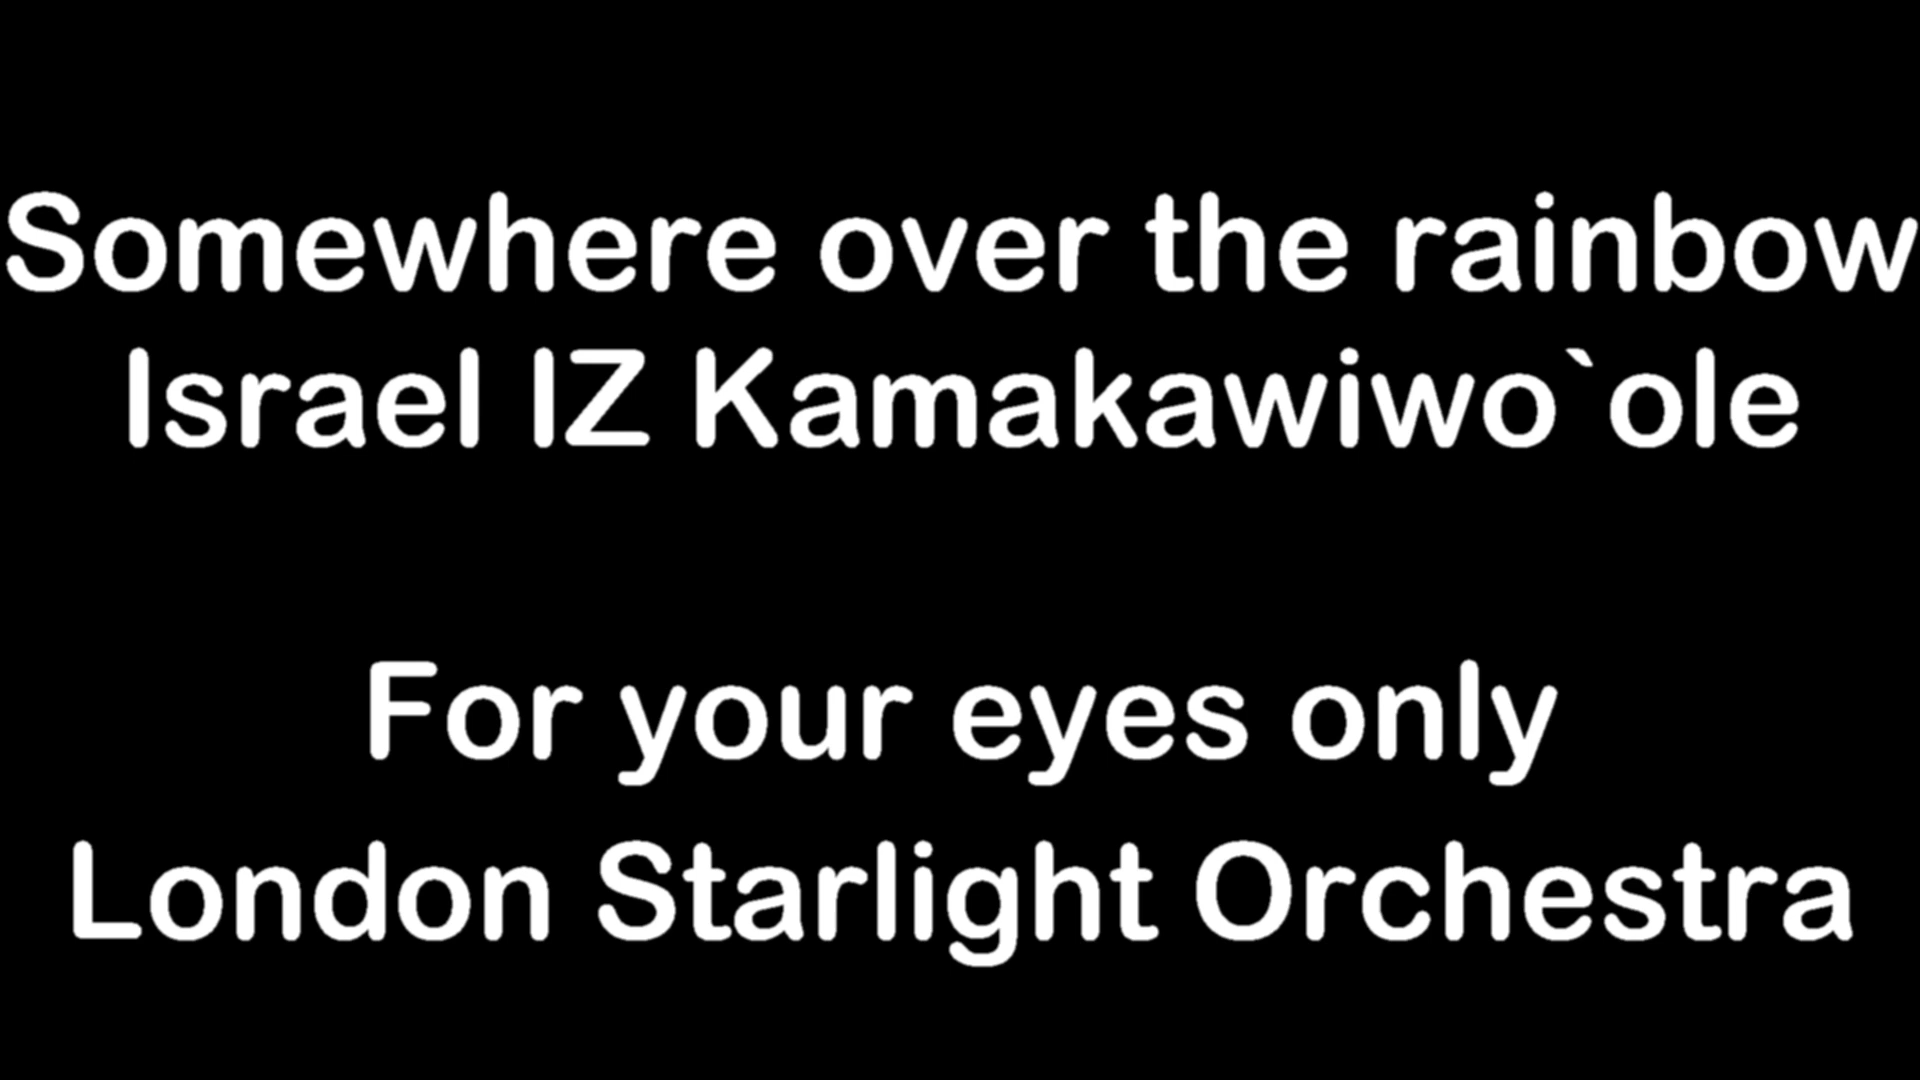 Somewhere over the rainbow
Israel IZ Kamakawiwo`ole
For your eyes only
London Starlight Orchestra